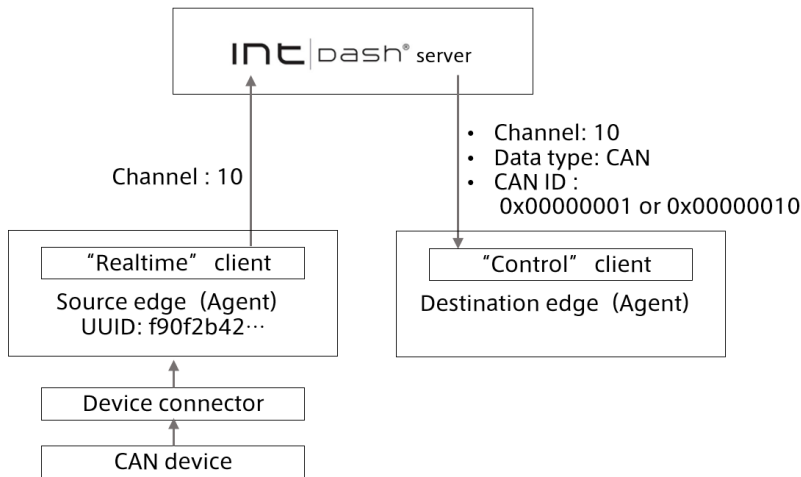 INT|DASH® server
• Channel: 10
• Data type: CAN
• CAN ID :
0x00000001 or 0x00000010
Channel : 10
“Realtime” client
Source edge (Agent)
UUID: f90f2b42…
“Control” client
Destination edge (Agent)
Device connector
CAN device